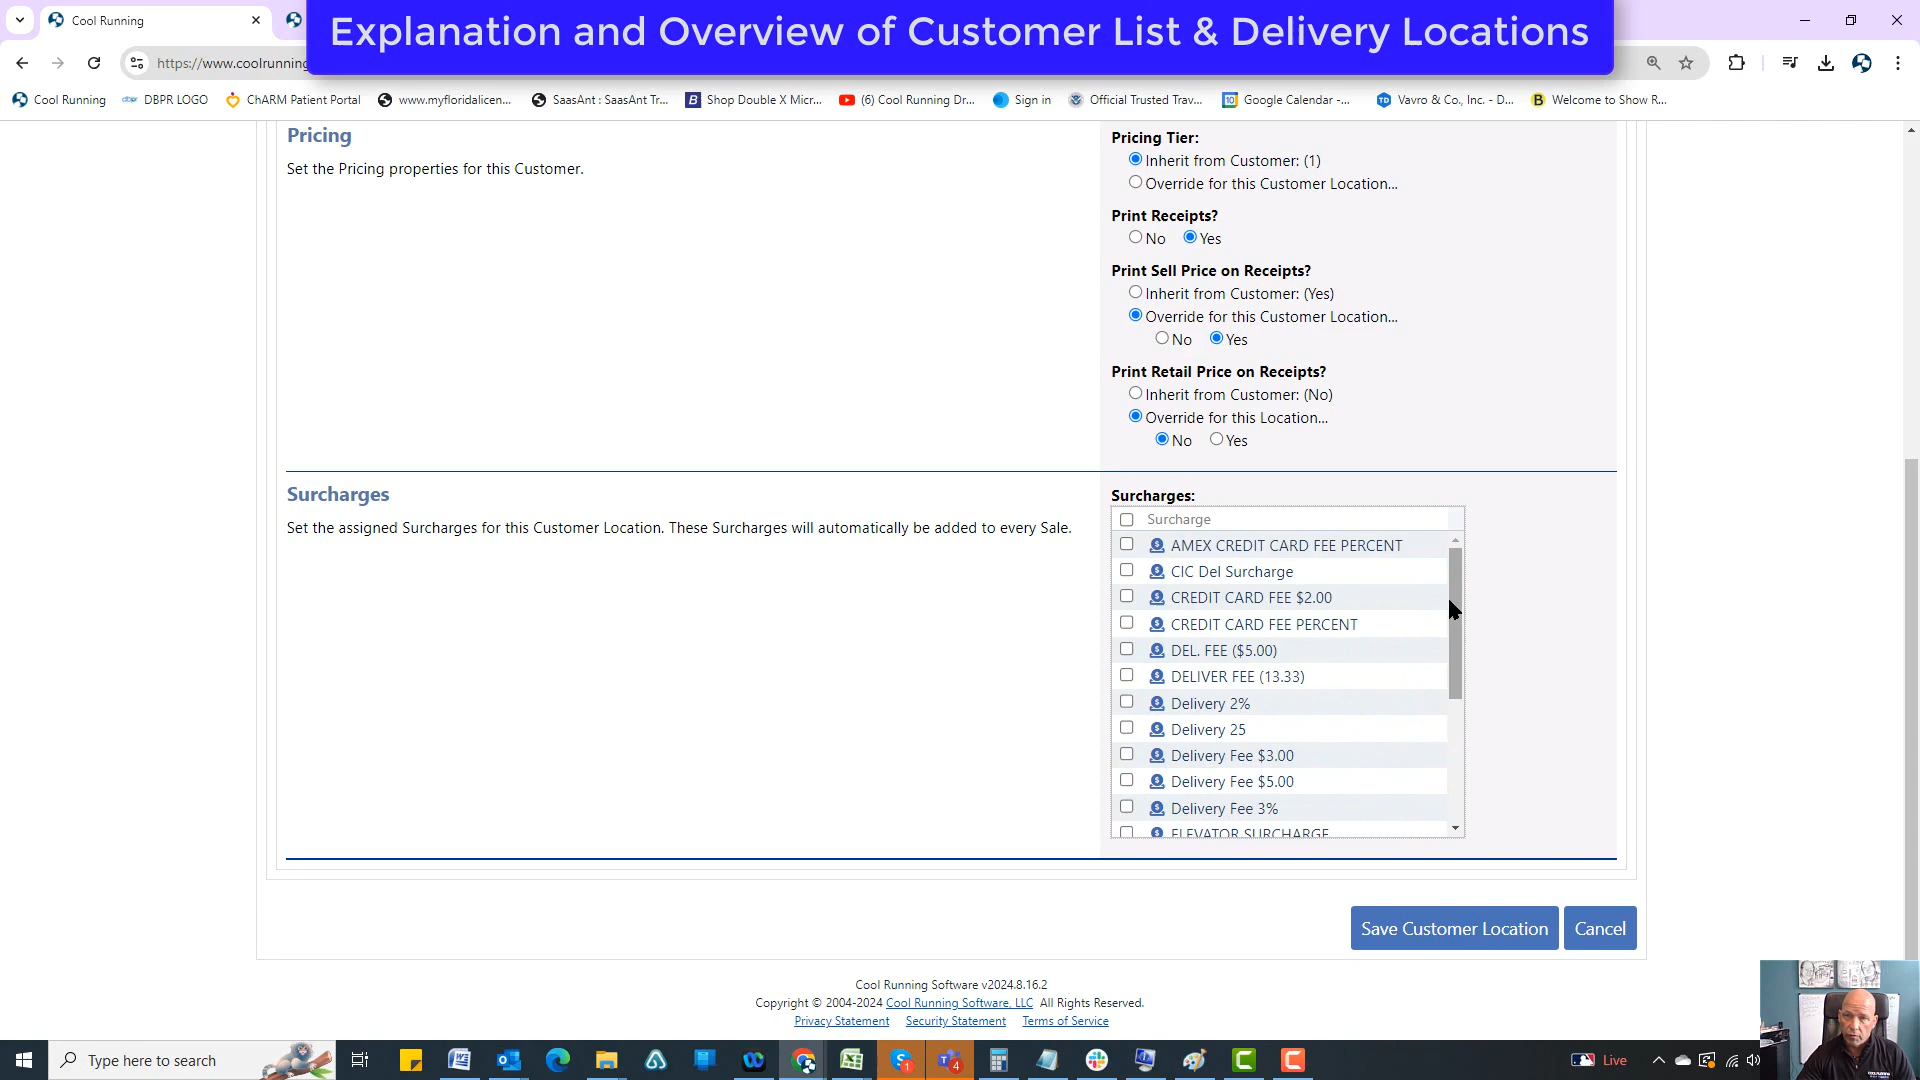 Cool Running
Explanation and Overview of Customer List & Delivery Locations
https://www.coolrunning
Cool Running
DBPR LOGO
ChARM Patient Portal
www.myfloridalicen...
SaasAnt : SaasAnt Tr...
Shop Double X Micr...
(6) Cool Running Dr...
Sign in
Official Trusted Trav...
Google Calendar -...
Vavro & Co., Inc. - D...
Welcome to Show R...
Pricing
Set the Pricing properties for this Customer.
Pricing Tier:
Inherit from Customer: (1)
Override for this Customer Location...
Print Receipts?
No Yes
Print Sell Price on Receipts?
Inherit from Customer: (Yes)
Override for this Customer Location...
No Yes
Print Retail Price on Receipts?
Inherit from Customer: (No)
Override for this Location...
No Yes
Surcharges
Set the assigned Surcharges for this Customer Location. These Surcharges will automatically be added to every Sale.
Surcharges:
Surcharge
AMEX CREDIT CARD FEE PERCENT
CIC Del Surcharge
CREDIT CARD FEE $2.00
CREDIT CARD FEE PERCENT
DEL. FEE ($5.00)
DELIVER FEE (13.33)
Delivery 2%
Delivery 25
Delivery Fee $3.00
Delivery Fee $5.00
Delivery Fee 3%
ELEVATOR SURCHARGE
Save Customer Location
Cancel
Cool Running Software v2024.8.16.2
Copyright © 2004-2024 Cool Running Software, LLC All Rights Reserved.
Privacy Statement Security Statement Terms of Service
Type here to search
1
4
Live